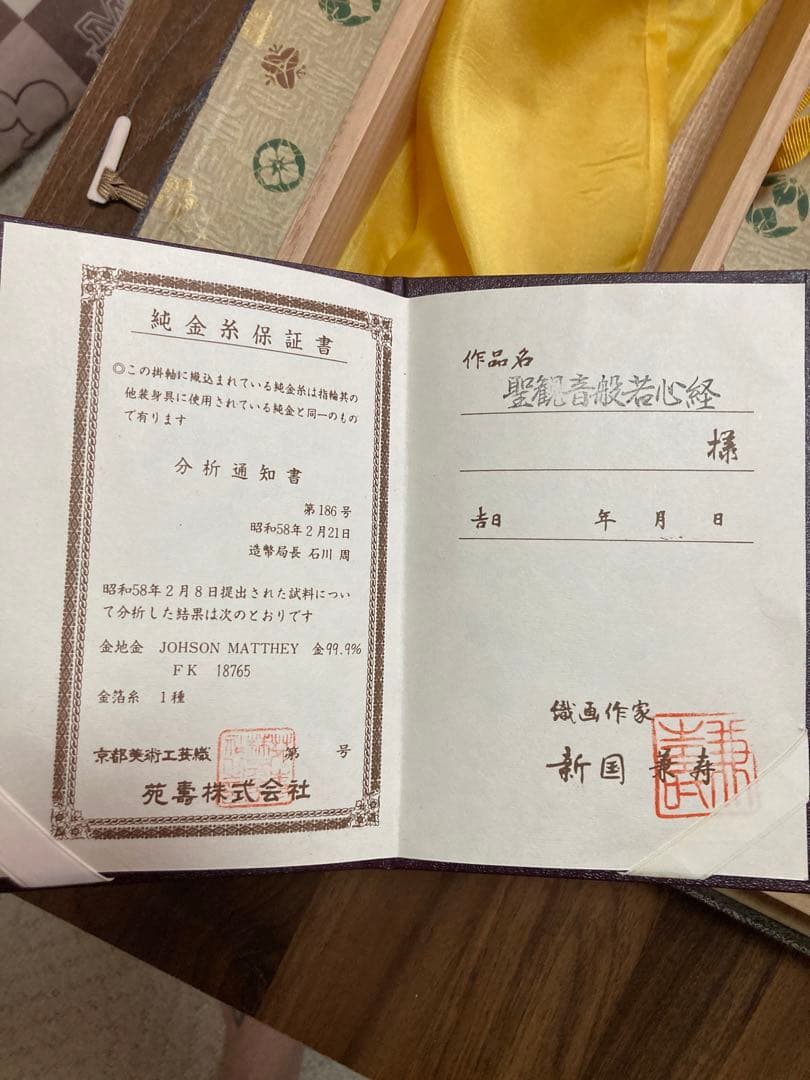 純金糸保証書
◎この掛軸に織込まれている純金糸は指輪其の
他装身具に使用されている純金と同一のもの
で有ります
分析通知書
第186号
昭和58年2月21日
造幣局長 石川 周
昭和58年2月8日提出された試料につい
て分析した結果は次のとおりです
金地金 JOHSON MATTHEY 金99.9%
FK 18765
金箔糸 1種
京都美術工芸織 第 号
苑壽株式会社
作品名
聖観音般若心経
様
吉日 年 月 日
織画作家
新国 兼寿